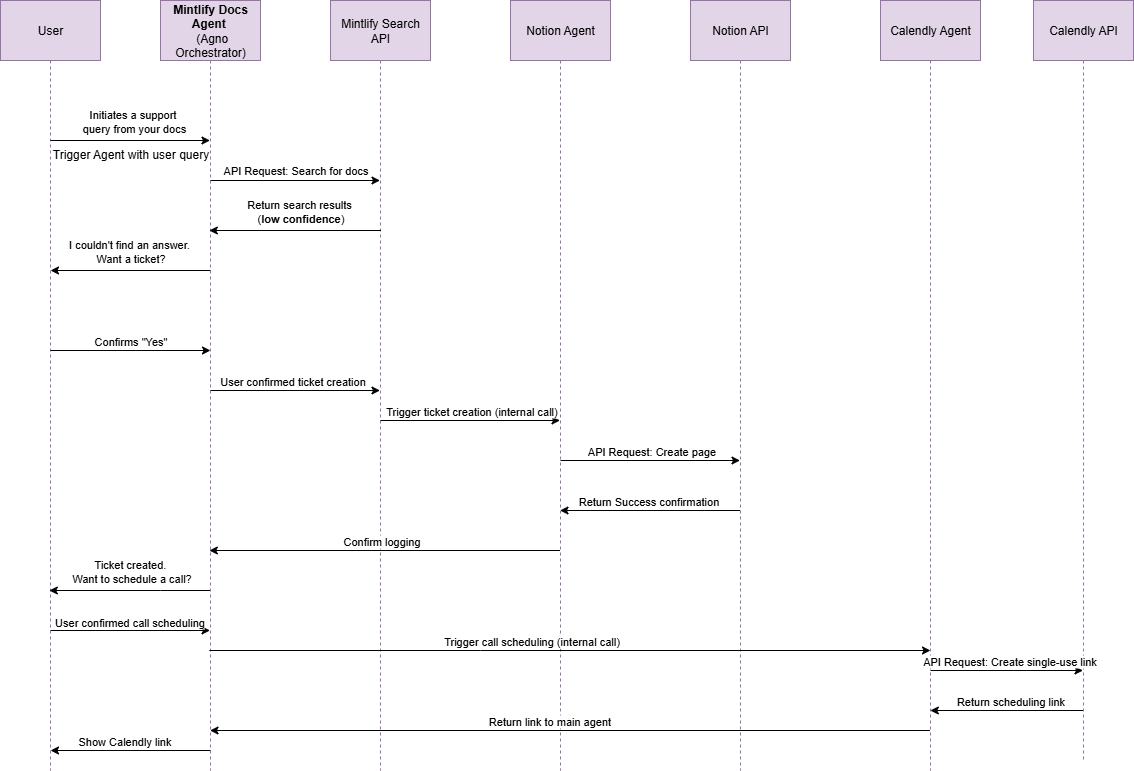 User
Mintlify Docs
Agent
(Agno
Orchestrator)
Mintlify Search
API
Notion Agent
Notion API
Calendly Agent
Calendly API
Initiates a support
query from your docs
Trigger Agent with user query
API Request: Search for docs
Return search results
(low confidence)
I couldn't find an answer.
Want a ticket?
Confirms "Yes"
User confirmed ticket creation
Trigger ticket creation (internal call)
API Request: Create page
Return Success confirmation
Confirm logging
Ticket created.
Want to schedule a call?
User confirmed call scheduling
Trigger call scheduling (internal call)
API Request: Create single-use link
Return scheduling link
Return link to main agent
Show Calendly link